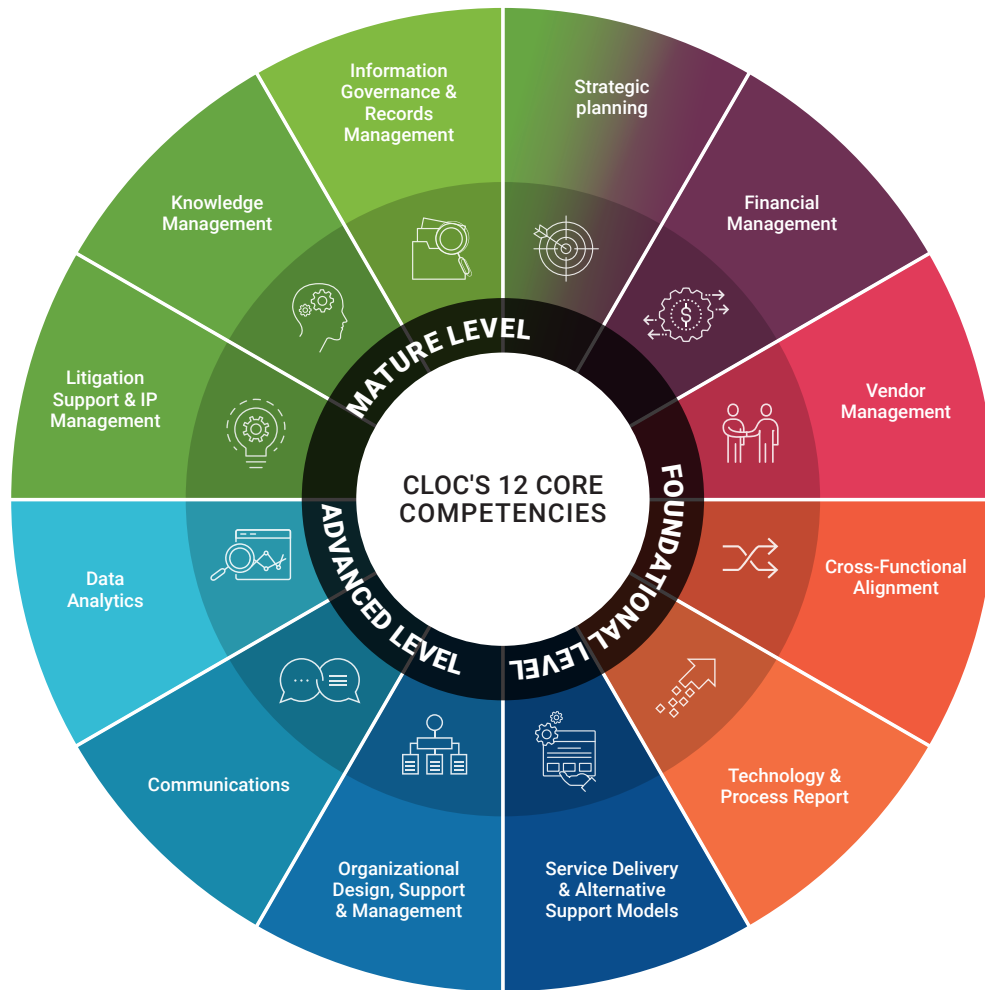 CLOC'S 12 CORE
COMPETENCIES
MATURE LEVEL
FOUNDATIONAL LEVEL
ADVANCED LEVEL
Strategic
planning
Financial
Management
$
Vendor
Management
Cross-Functional
Alignment
Technology &
Process Report
Service Delivery
& Alternative
Support Models
Organizational
Design, Support
& Management
Communications
Data
Analytics
Litigation
Support & IP
Management
Knowledge
Management
Information
Governance &
Records
Management